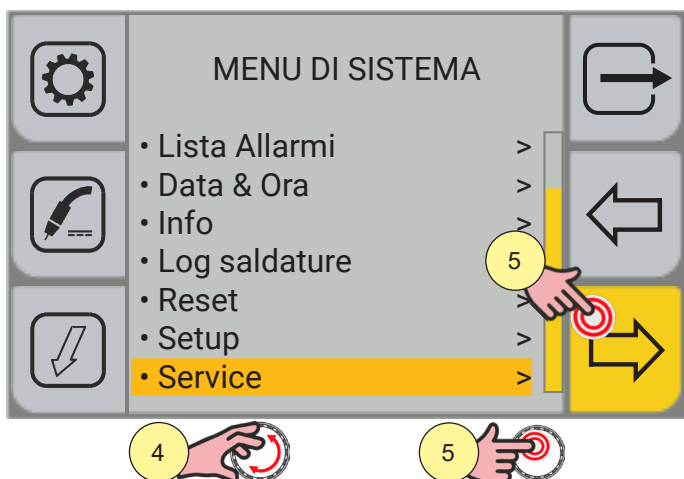 MENU DI SISTEMA
• Lista Allarmi >
• Data & Ora >
• Info >
• Log saldature
• Reset >
• Setup >
• Service >
5
4
5